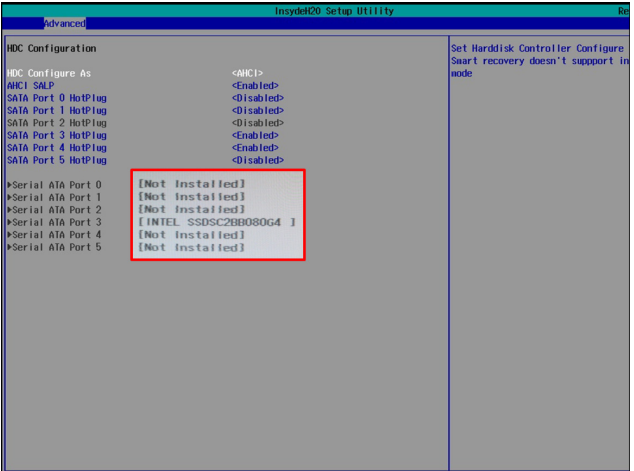 InsydeH20 Setup Utility Re
Advanced
HDC Configuration
HDC Configure As <AHCI>
AHCI SALP <Enabled>
SATA Port 0 HotPlug <Disabled>
SATA Port 1 HotPlug <Disabled>
SATA Port 2 HotPlug <Disabled>
SATA Port 3 HotPlug <Enabled>
SATA Port 4 HotPlug <Enabled>
SATA Port 5 HotPlug <Disabled>
▶Serial ATA Port 0 [Not Installed]
▶Serial ATA Port 1 [Not Installed]
▶Serial ATA Port 2 [Not Installed]
▶Serial ATA Port 3 [INTEL SSDSC2BB080G4 ]
▶Serial ATA Port 4 [Not Installed]
▶Serial ATA Port 5 [Not Installed]
Set Harddisk Controller Configure
Smart recovery doesn't suppport in
mode